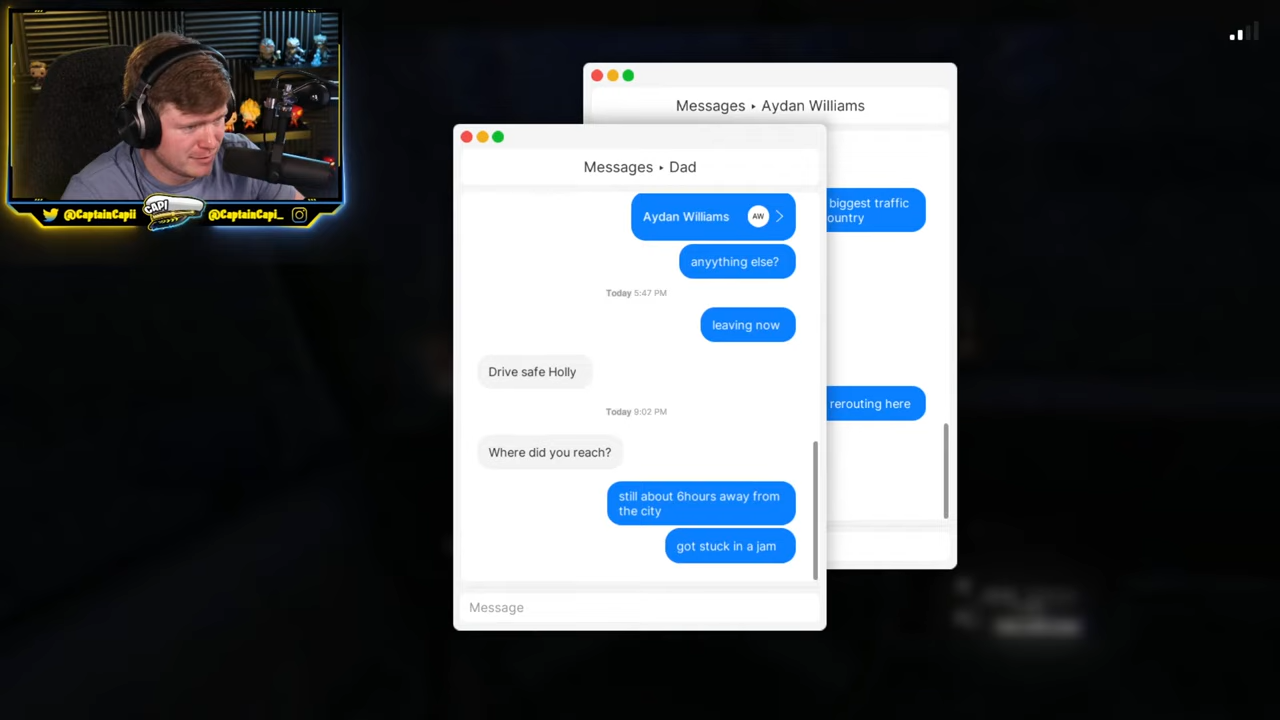 @CaptainCapii
CAPI
@CaptainCapi_
Messages ▸ Aydan Williams
biggest traffic
ountry
rerouting here
Messages ▸ Dad
Aydan Williams AW
anyything else?
Today 5:47 PM
leaving now
Drive safe Holly
Today 9:02 PM
Where did you reach?
still about 6hours away from
the city
got stuck in a jam
Message